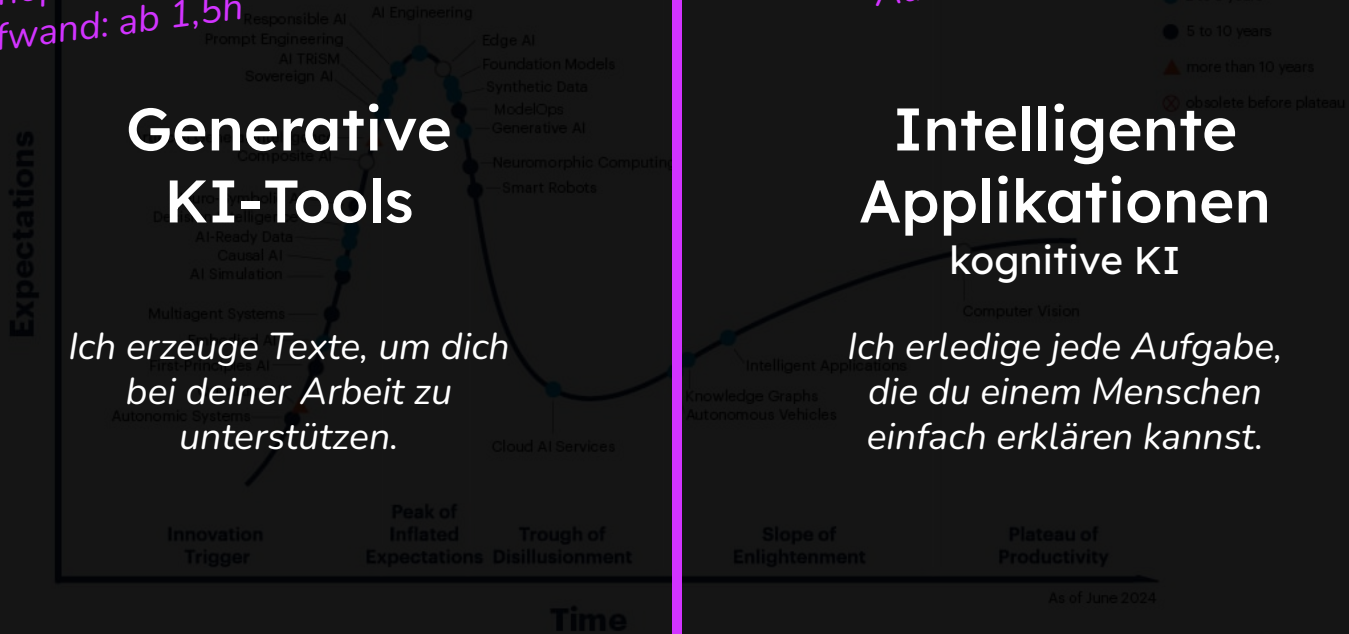 fwand: ab 1,5h
Responsible AI
AI Engineering
Prompt Engineering
Edge AI
AI TRiSM
Foundation Models
Sovereign AI
Synthetic Data
ModelOps
Generative AI
Composite AI
Neuromorphic Computing
Smart Robots
AI-Ready Data
Causal AI
AI Simulation
Multiagent Systems
First-Principles AI
Autonomic Systems
Cloud AI Services
Expectations
Generative
KI-Tools
Ich erzeuge Texte, um dich
bei deiner Arbeit zu
unterstützen.
Innovation
Trigger
Peak of
Inflated
Expectations
Trough of
Disillusionment
Time
5 to 10 years
more than 10 years
obsolete before plateau
Intelligente
Applikationen
kognitive KI
Computer Vision
Intelligent Applications
Knowledge Graphs
Autonomous Vehicles
Ich erledige jede Aufgabe,
die du einem Menschen
einfach erklären kannst.
Slope of
Enlightenment
Plateau of
Productivity
As of June 2024